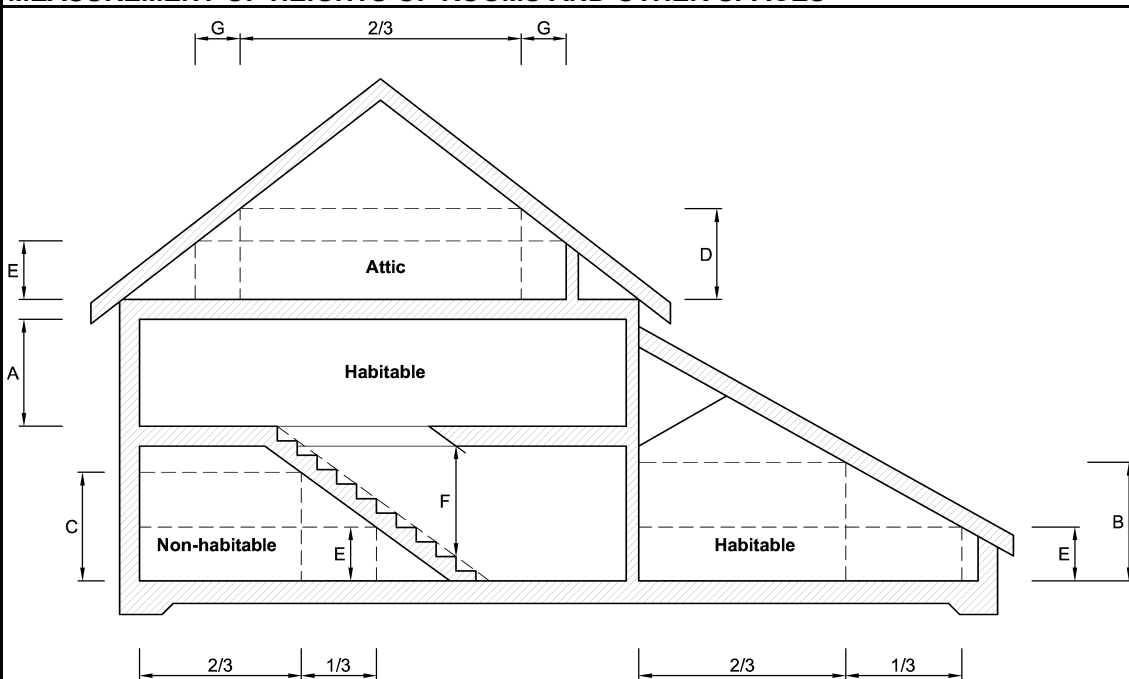 MEASUREMENT OF HEIGHTS OF ROOMS AND OTHER SPACES
G 2/3 G
E
D
Attic
A
Habitable
C
F
B
Non-habitable
E
Habitable
E
2/3 1/3 2/3 1/3